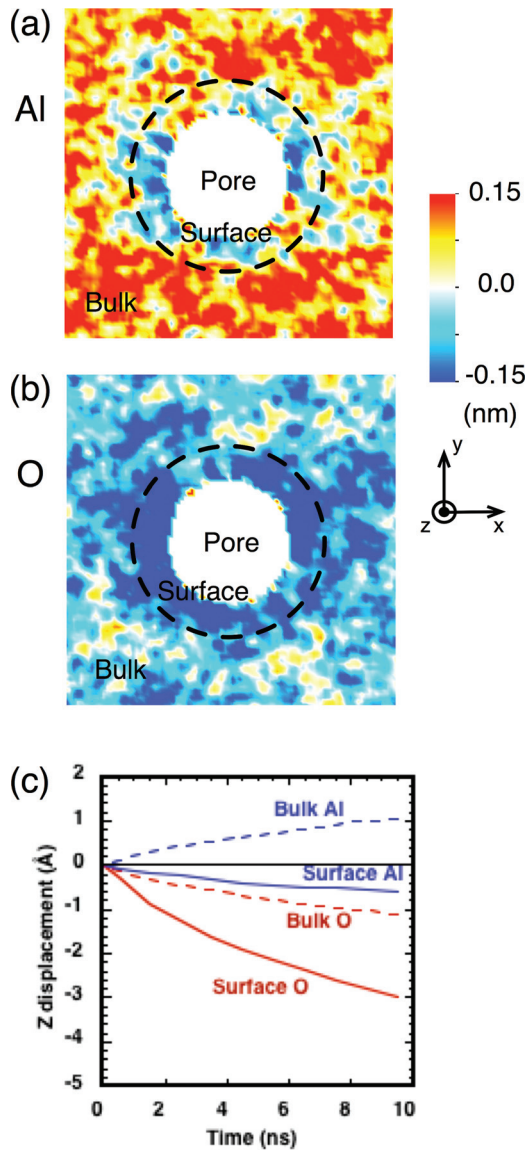 (a)
Al
Pore
Surface
Bulk
0.15
0.0
-0.15
(nm)
(b)
O
Pore
Surface
Bulk
y
z
x
(c)
2
1
0
-1
-2
-3
-4
-5
Z displacement (Å)
Bulk Al
Surface Al
Bulk O
Surface O
0 2 4 6 8 10
Time (ns)